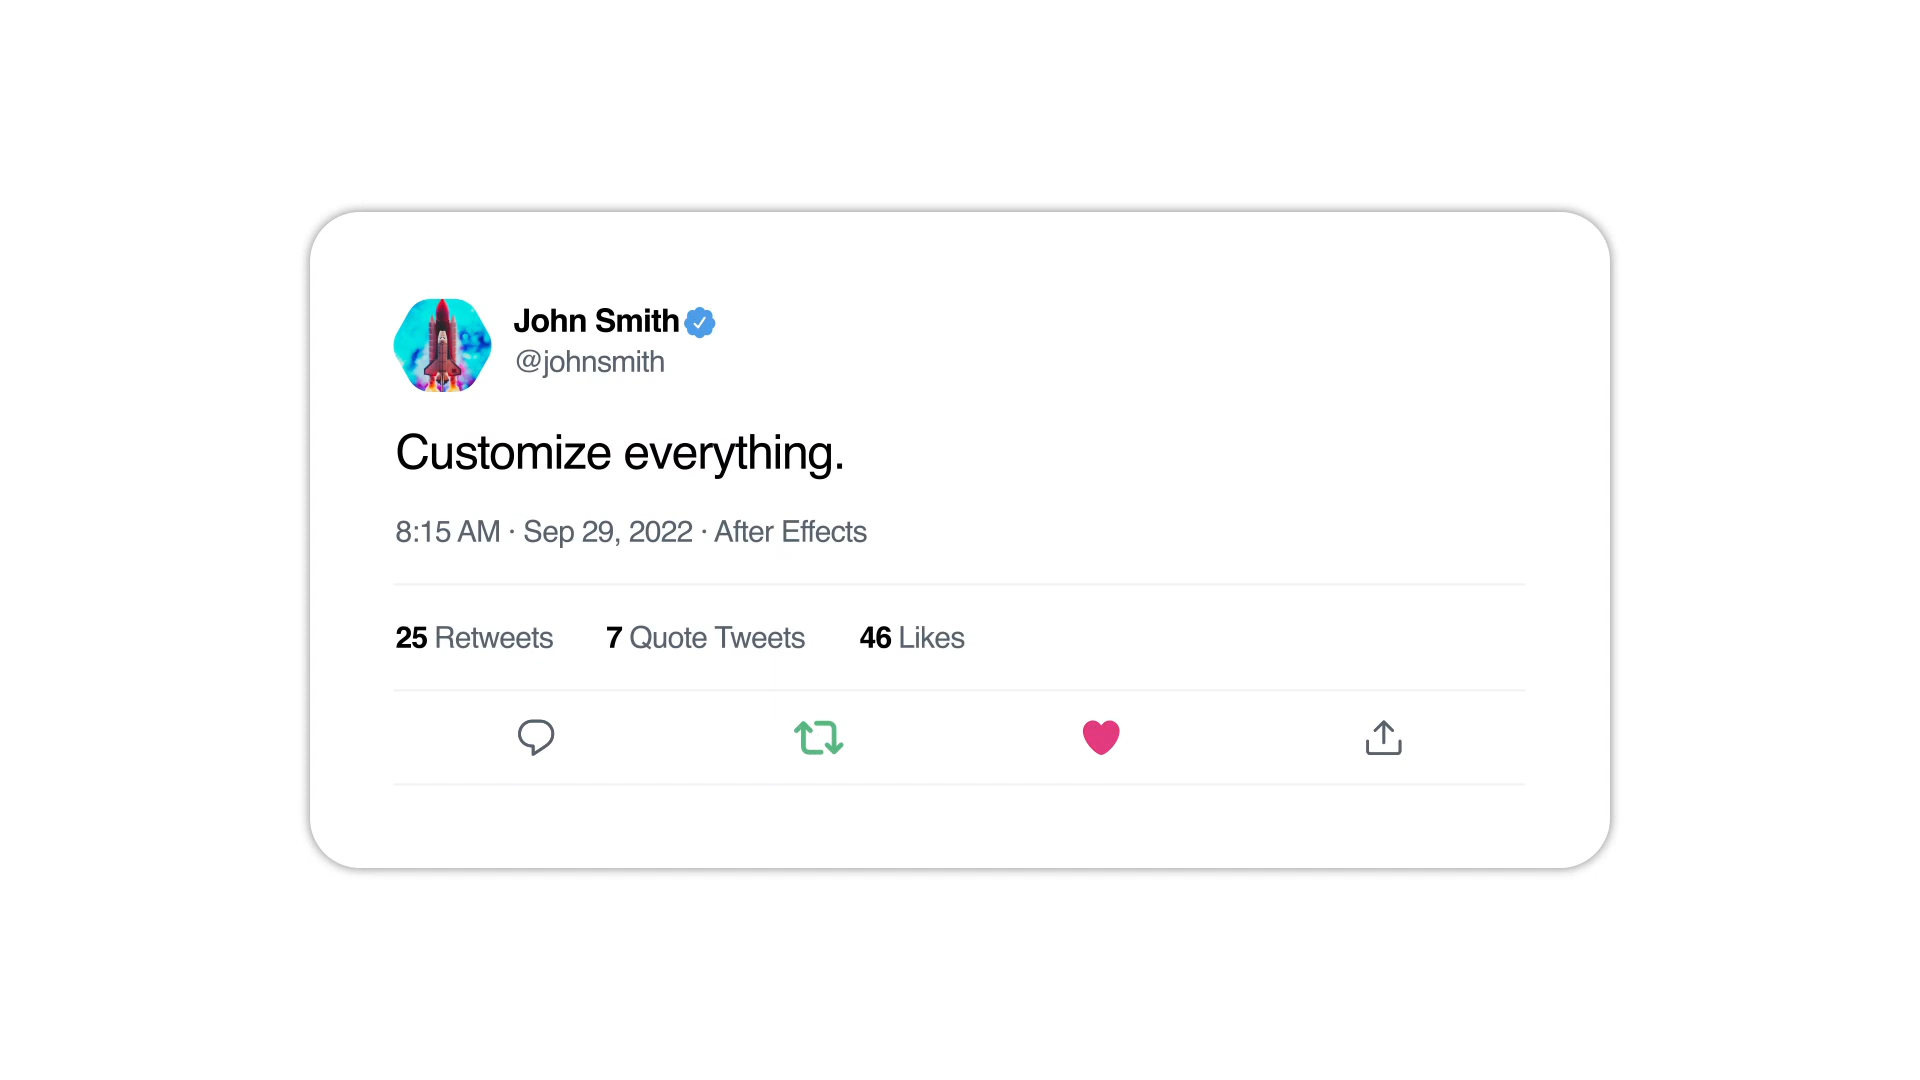 John Smith
@johnsmith
Customize everything.
8:15 AM · Sep 29, 2022 · After Effects
25 Retweets 7 Quote Tweets 46 Likes